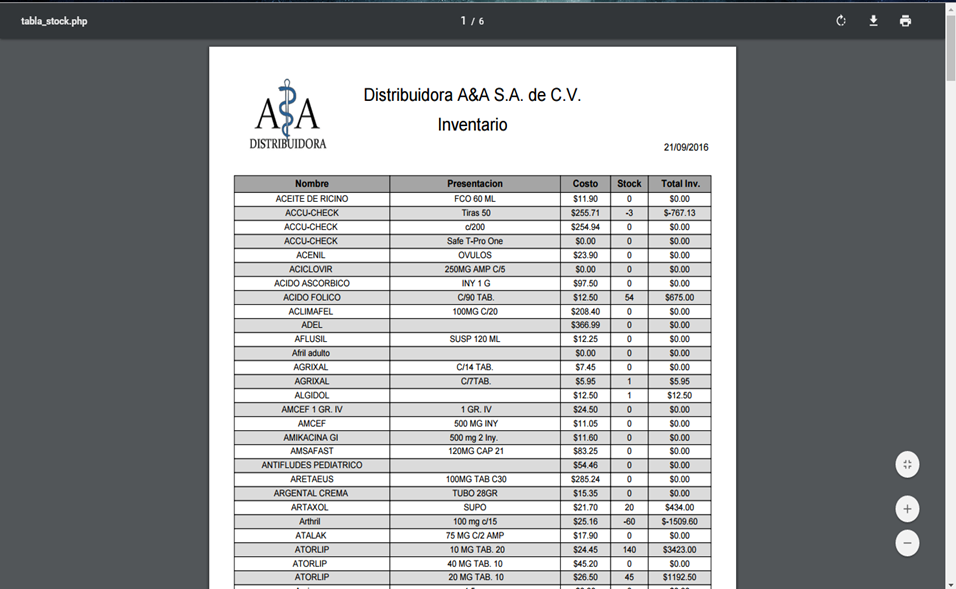 tabla_stock.php 1 / 6
A A
DISTRIBUIDORA
Distribuidora A&A S.A. de C.V.
Inventario
21/09/2016
Nombre Presentacion Costo Stock Total Inv.
ACEITE DE RICINO FCO 60 ML $11.90 0 $0.00
ACCU-CHECK Tiras 50 $255.71 -3 $-767.13
ACCU-CHECK c/200 $254.94 0 $0.00
ACCU-CHECK Safe T-Pro One $0.00 0 $0.00
ACENIL OVULOS $23.90 0 $0.00
ACICLOVIR 250MG AMP C/5 $0.00 0 $0.00
ACIDO ASCORBICO INY 1 G $97.50 0 $0.00
ACIDO FOLICO C/90 TAB. $12.50 54 $675.00
ACLIMAFEL 100MG C/20 $208.40 0 $0.00
ADEL $366.99 0 $0.00
AFLUSIL SUSP 120 ML $12.25 0 $0.00
Afril adulto $0.00 0 $0.00
AGRIXAL C/14 TAB. $7.45 0 $0.00
AGRIXAL C/7TAB. $5.95 1 $5.95
ALGIDOL $12.50 1 $12.50
AMCEF 1 GR. IV 1 GR. IV $24.50 0 $0.00
AMCEF 500 MG INY $11.05 0 $0.00
AMIKACINA GI 500 mg 2 Iny. $11.60 0 $0.00
AMSAFAST 120MG CAP 21 $83.25 0 $0.00
ANTIFLUDES PEDIATRICO $54.46 0 $0.00
ARETAEUS 100MG TAB C30 $285.24 0 $0.00
ARGENTAL CREMA TUBO 28GR $15.35 0 $0.00
ARTAXOL SUPO $21.70 20 $434.00
Arthril 100 mg c/15 $25.16 -60 $-1509.60
ATALAK 75 MG C/2 AMP $17.90 0 $0.00
ATORLIP 10 MG TAB. 20 $24.45 140 $3423.00
ATORLIP 40 MG TAB. 10 $45.20 0 $0.00
ATORLIP 20 MG TAB. 10 $26.50 45 $1192.50